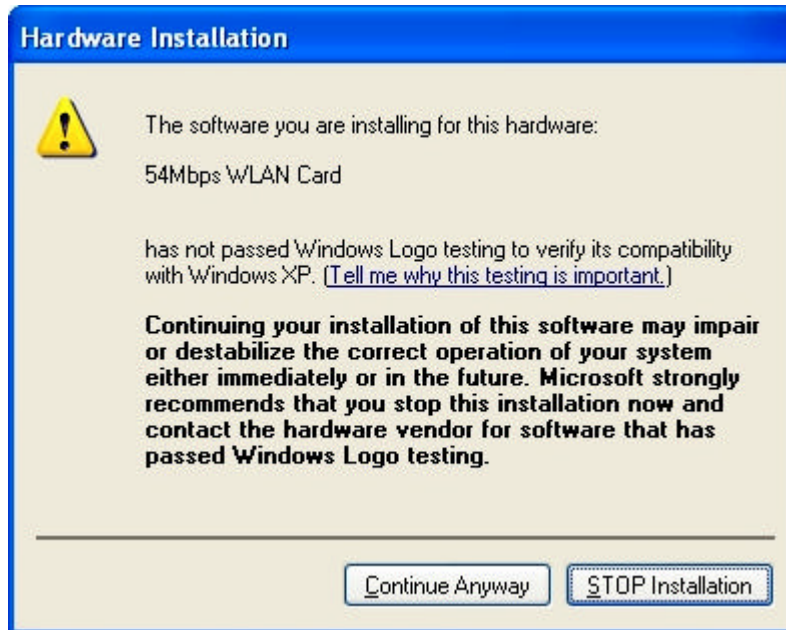 Hardware Installation
The software you are installing for this hardware:
54Mbps WLAN Card
has not passed Windows Logo testing to verify its compatibility
with Windows XP. (Tell me why this testing is important.)
Continuing your installation of this software may impair
or destabilize the correct operation of your system
either immediately or in the future. Microsoft strongly
recommends that you stop this installation now and
contact the hardware vendor for software that has
passed Windows Logo testing.
Continue Anyway
STOP Installation